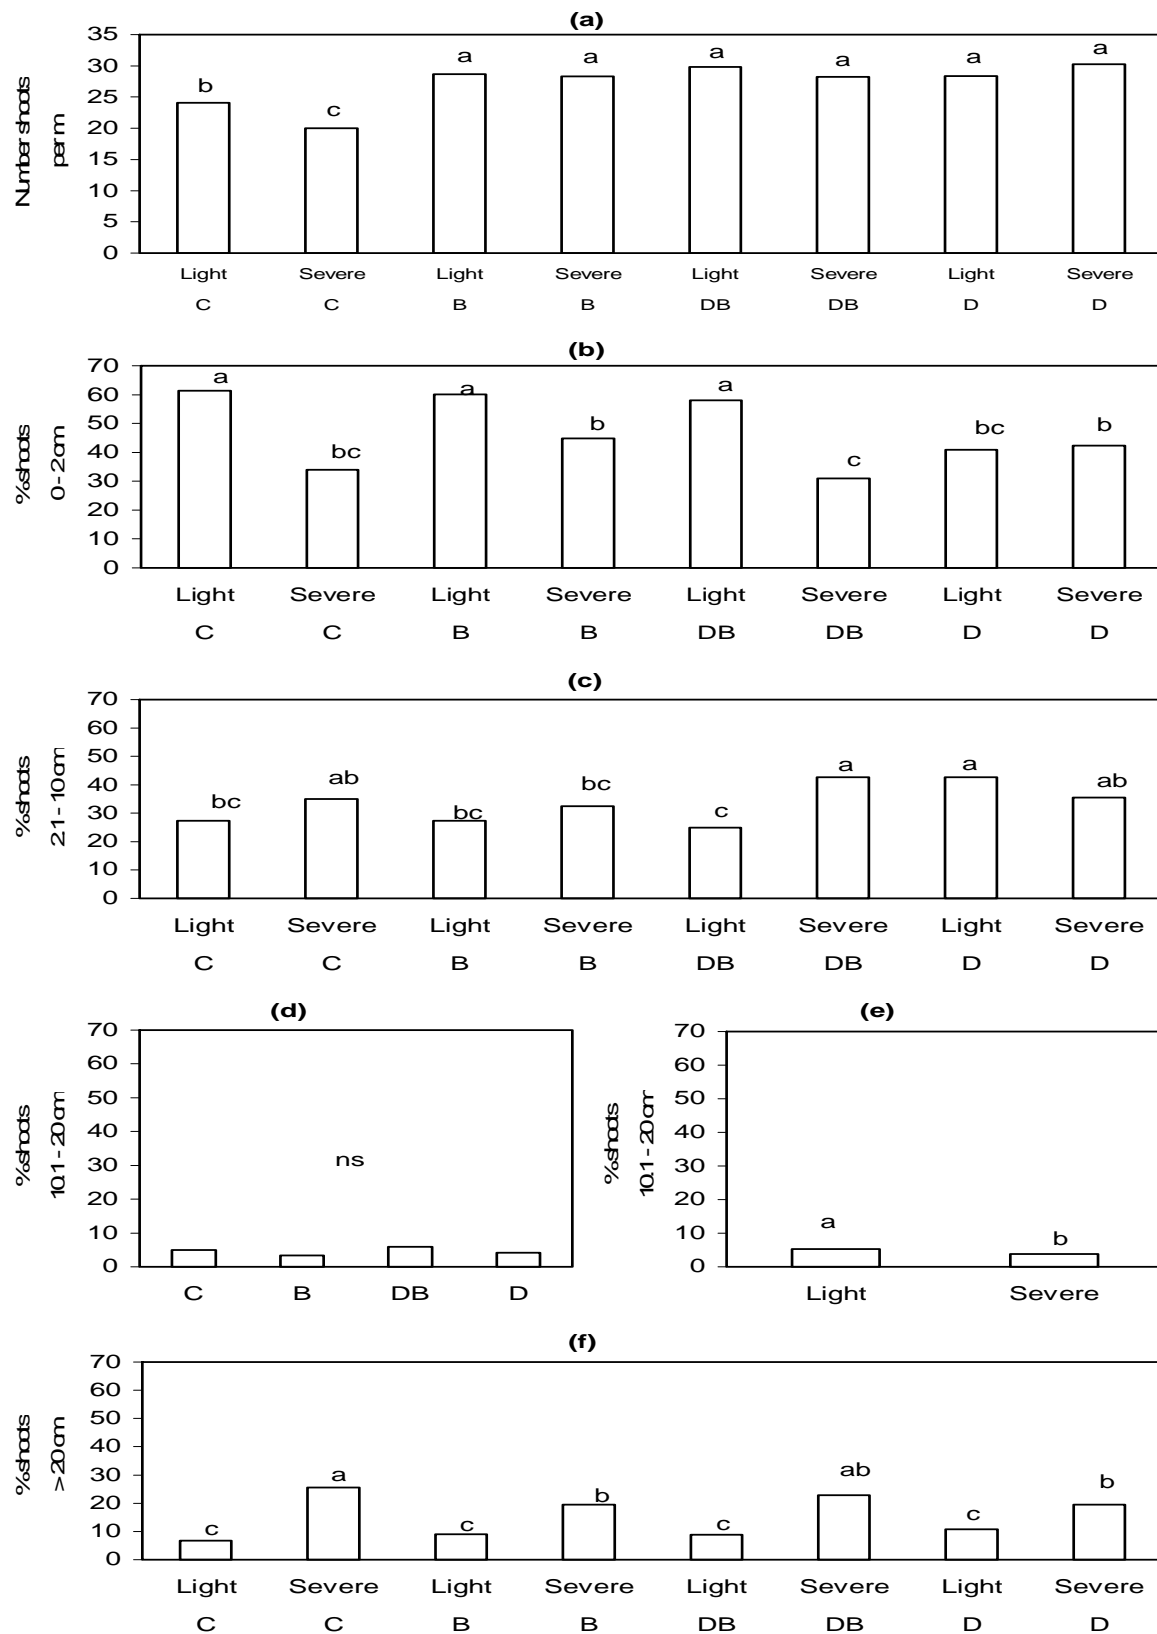 (a)
Number shoots
per m
35
30
25
20
15
10
5
0
b
c
a
a
a
a
a
a
Light Severe Light Severe Light Severe Light Severe
C C B B DB DB D D
(b)
% shoots
0 - 2 cm
70
60
50
40
30
20
10
0
a
bc
a
b
a
c
bc
b
Light Severe Light Severe Light Severe Light Severe
C C B B DB DB D D
(c)
% shoots
2.1 - 10 cm
70
60
50
40
30
20
10
0
bc
ab
bc
bc
c
a
a
ab
Light Severe Light Severe Light Severe Light Severe
C C B B DB DB D D
(d)
% shoots
10.1 - 20 cm
70
60
50
40
30
20
10
0
ns
C B DB D
(e)
% shoots
10.1 - 20 cm
70
60
50
40
30
20
10
0
a
b
Light Severe
(f)
% shoots
> 20 cm
70
60
50
40
30
20
10
0
c
a
c
b
c
ab
c
b
Light Severe Light Severe Light Severe Light Severe
C C B B DB DB D D